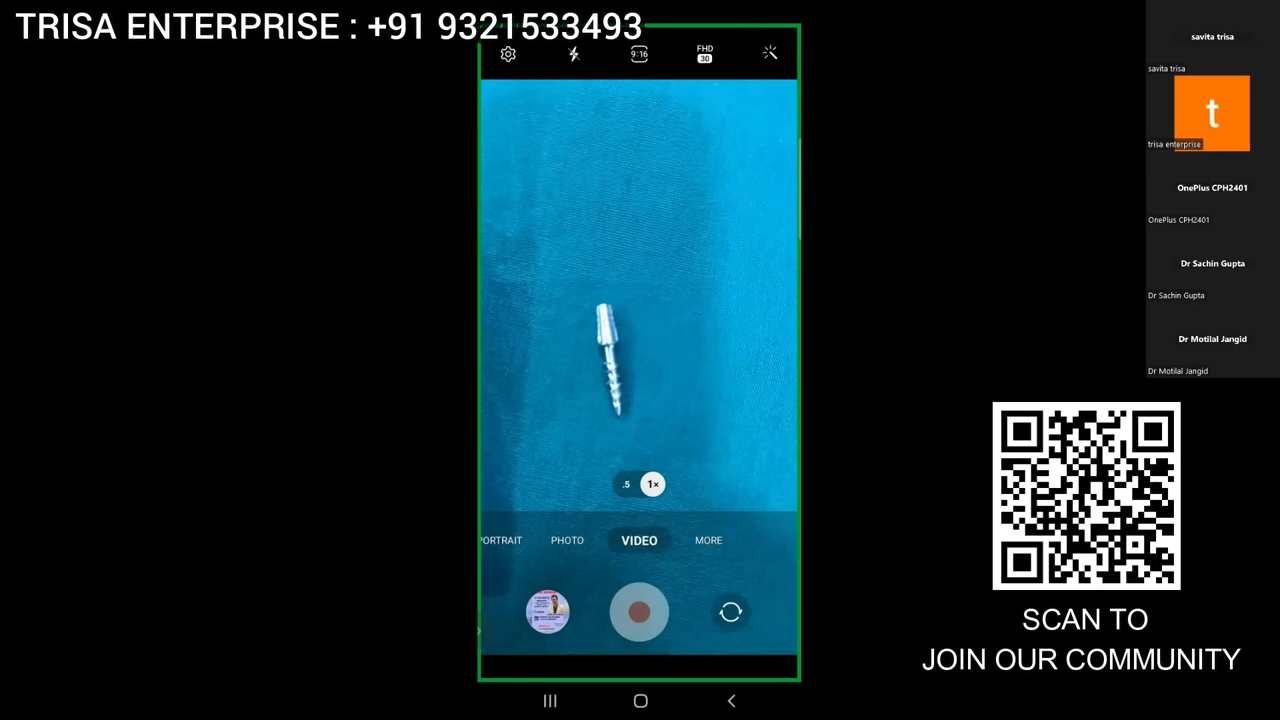 TRISA ENTERPRISE : +91 9321533493
9:16
FHD
30
.5
1×
PORTRAIT
PHOTO
VIDEO
MORE
savita trisa
savita trisa
t
trisa enterprise
OnePlus CPH2401
OnePlus CPH2401
Dr Sachin Gupta
Dr Sachin Gupta
Dr Motilal Jangid
Dr Motilal Jangid
SCAN TO
JOIN OUR COMMUNITY